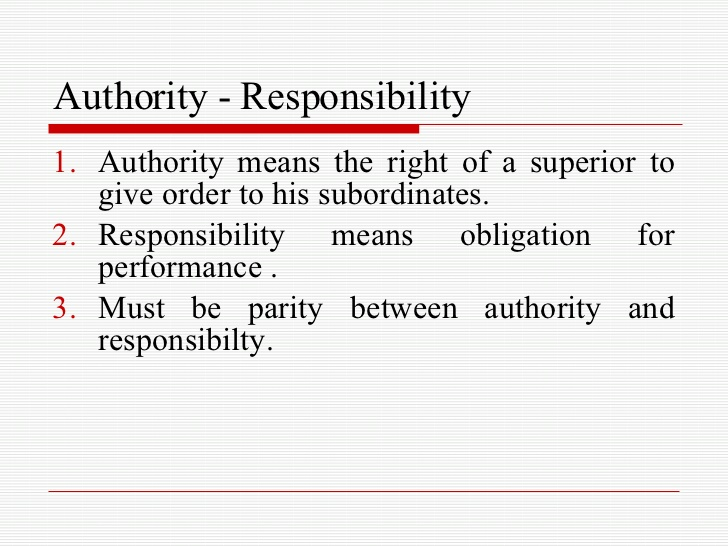 Authority - Responsibility
1. Authority means the right of a superior to
give order to his subordinates.
2. Responsibility means obligation for
performance .
3. Must be parity between authority and
responsibilty.